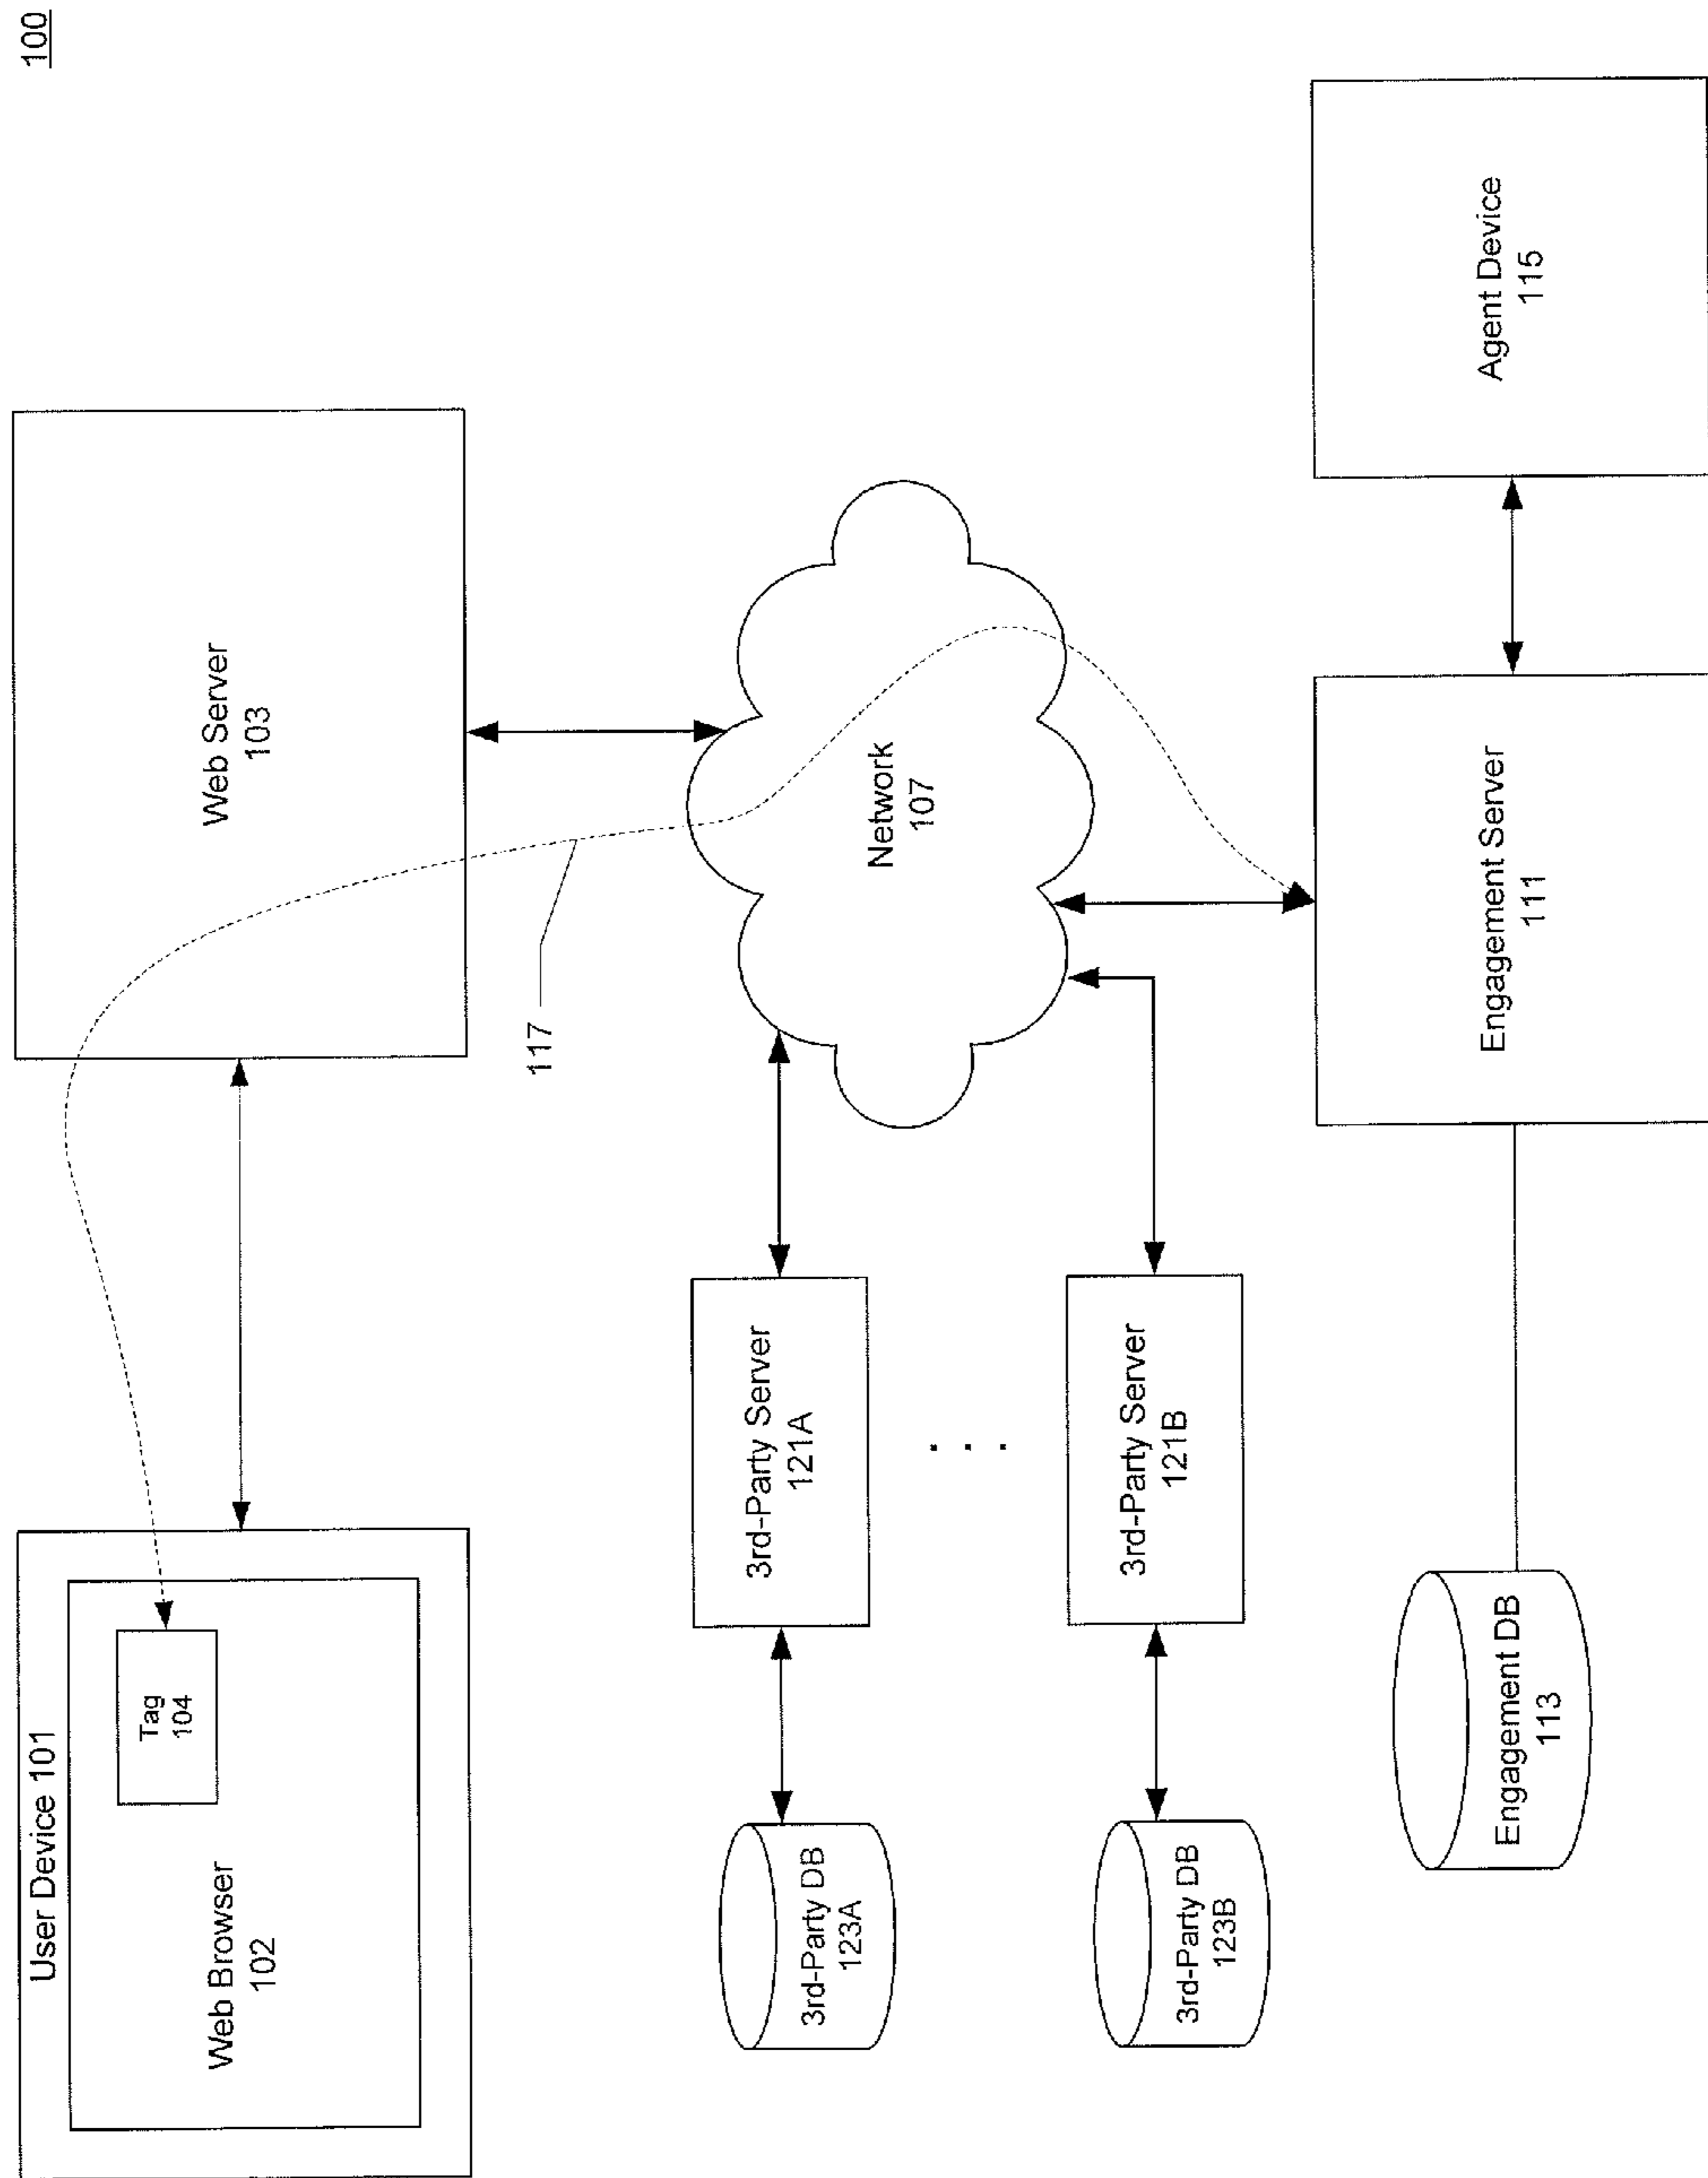 100
User Device 101
Web Browser
102
Tag
104
Web Server
103
117
Network
107
3rd-Party DB
123A
3rd-Party Server
121A
. . .
3rd-Party DB
123B
3rd-Party Server
121B
Engagement DB
113
Engagement Server
111
Agent Device
115